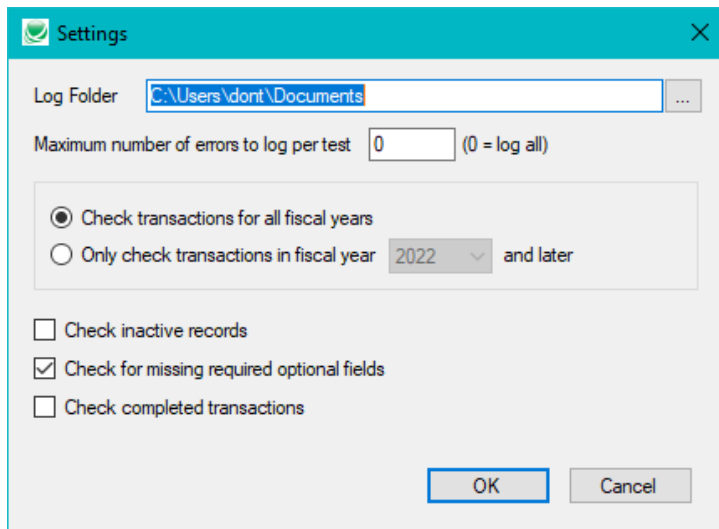 Settings
Log Folder C:\Users\dont\Documents ...
Maximum number of errors to log per test 0 (0 = log all)
Check transactions for all fiscal years
Only check transactions in fiscal year 2022 and later
Check inactive records
Check for missing required optional fields
Check completed transactions
OK Cancel